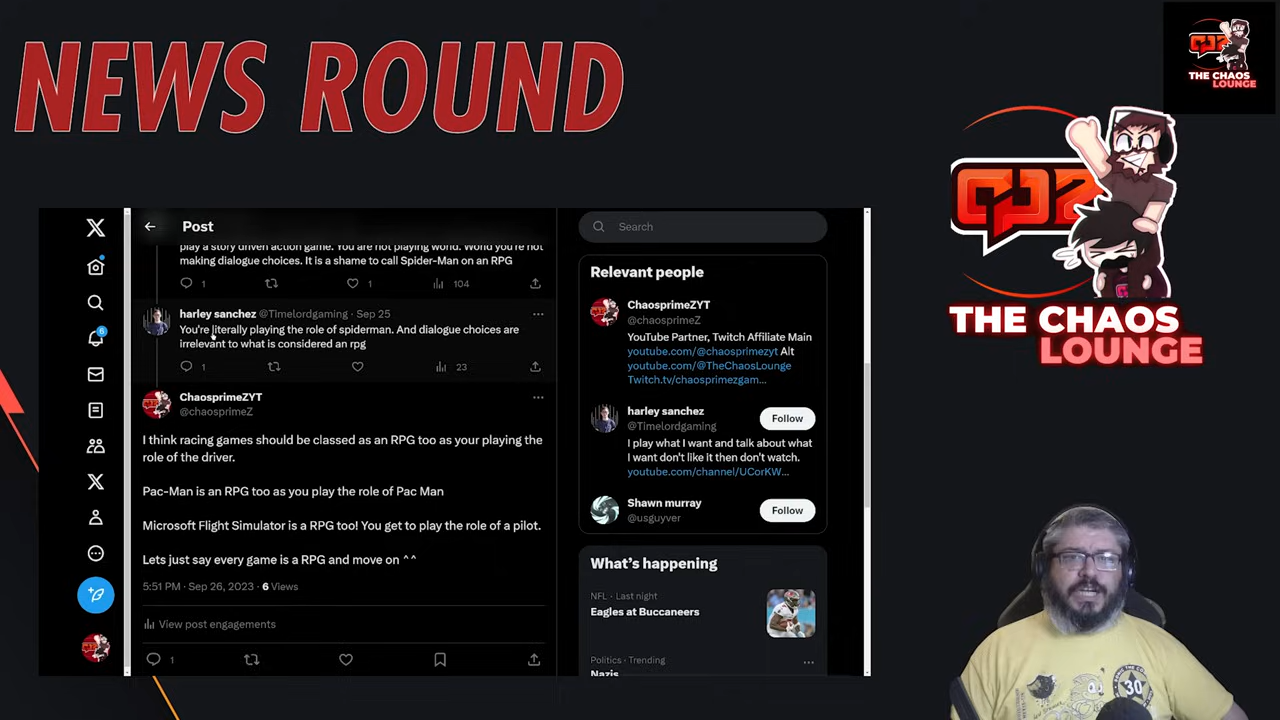 NEWS ROUND
THE CHAOS
LOUNGE
THE CHAOS
LOUNGE
Post
play a story driven action game. You are not playing world. World you're not
making dialogue choices. It is a shame to call Spider-Man on an RPG
1
1
104
harley sanchez @Timelordgaming · Sep 25
You're literally playing the role of spiderman. And dialogue choices are
irrelevant to what is considered an rpg
1
23
ChaosprimeZYT
@chaosprimeZ
I think racing games should be classed as an RPG too as your playing the
role of the driver.
Pac-Man is an RPG too as you play the role of Pac Man
Microsoft Flight Simulator is a RPG too! You get to play the role of a pilot.
Lets just say every game is a RPG and move on ^^
5:51 PM · Sep 26, 2023 · 6 Views
View post engagements
1
6
Search
Relevant people
ChaosprimeZYT
@chaosprimeZ
YouTube Partner, Twitch Affiliate Main
youtube.com/@chaosprimezyt Alt
youtube.com/@TheChaosLounge
Twitch.tv/chaosprimezgam...
harley sanchez
@Timelordgaming
Follow
I play what I want and talk about what
I want don't like it then don't watch.
youtube.com/channel/UCorKW...
Shawn murray
@usguyver
Follow
What's happening
NFL · Last night
Eagles at Buccaneers
Politics · Trending
Nazis
30